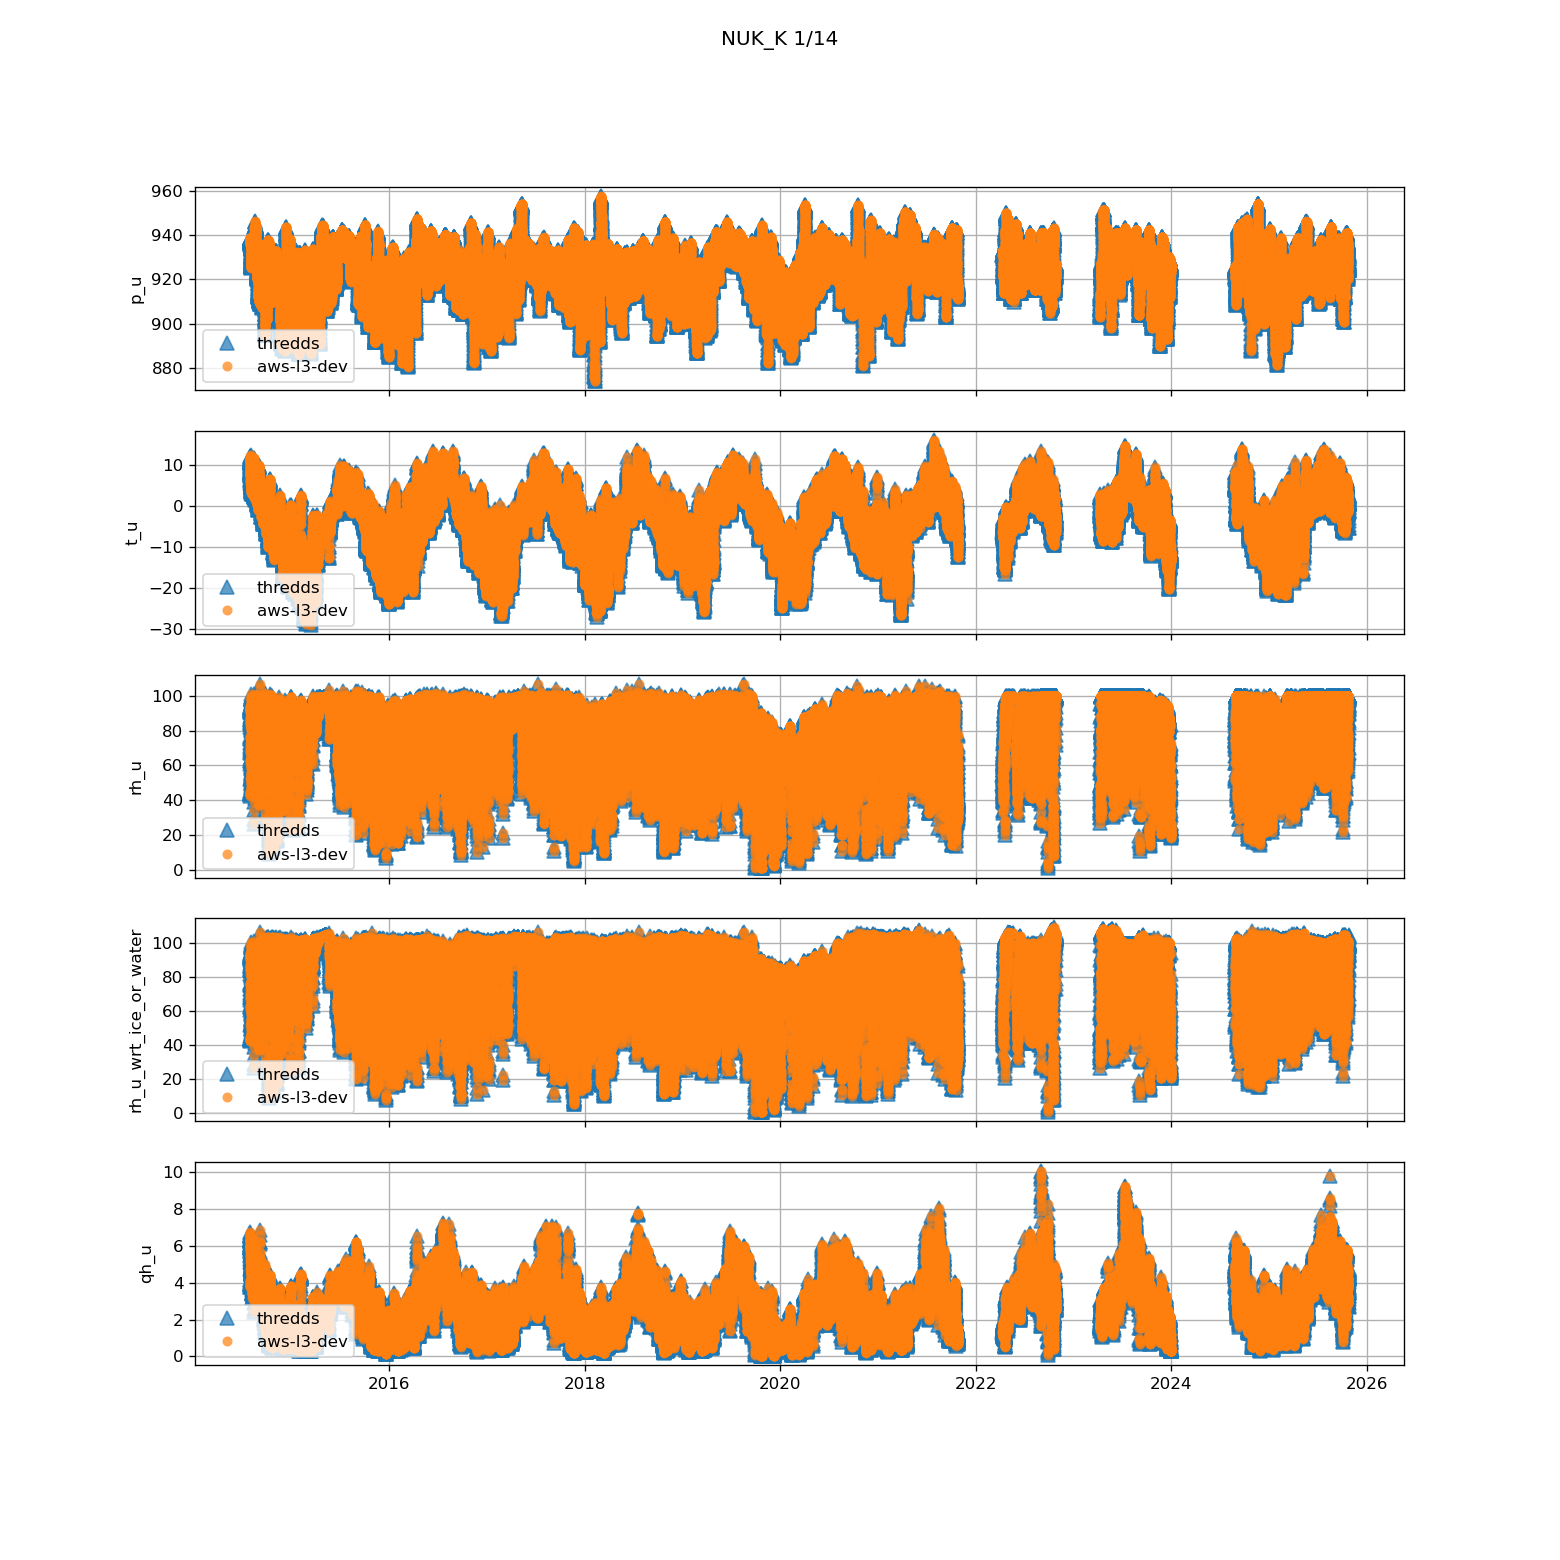 NUK_K 1/14
960
940
920
900
880
p_u
thredds
aws-l3-dev
10
0
−10
−20
−30
t_u
thredds
aws-l3-dev
100
80
60
40
20
0
rh_u
thredds
aws-l3-dev
100
80
60
40
20
0
rh_u_wrt_ice_or_water
thredds
aws-l3-dev
10
8
6
4
2
0
qh_u
thredds
aws-l3-dev
2016 2018 2020 2022 2024 2026